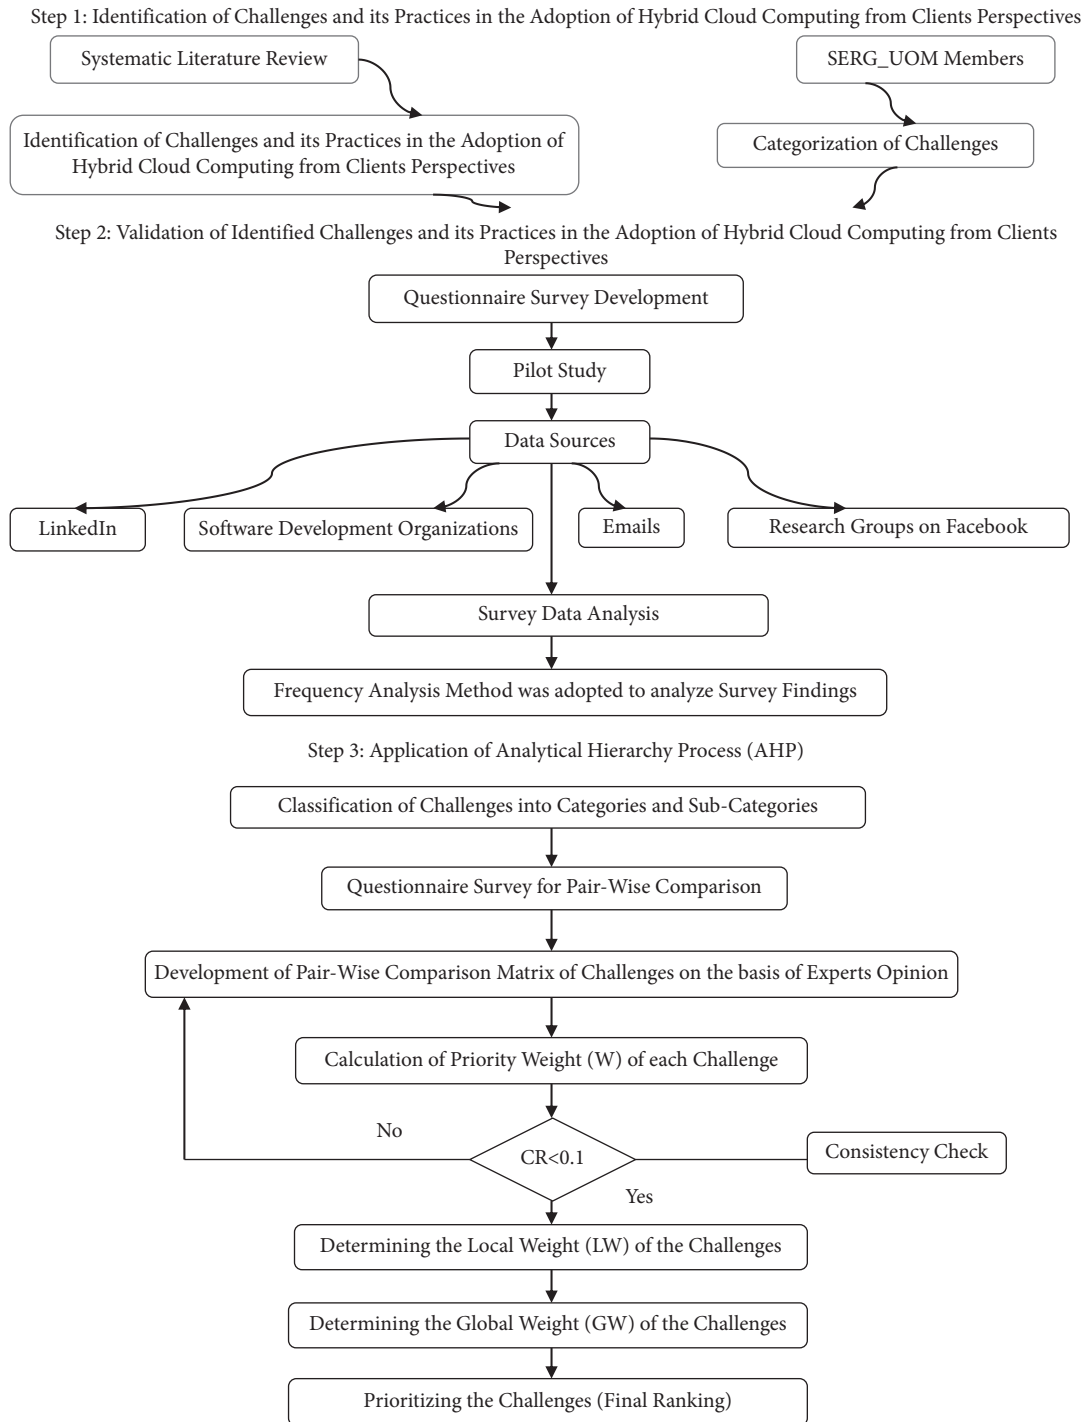 Step 1: Identification of Challenges and its Practices in the Adoption of Hybrid Cloud Computing from Clients Perspectives
Systematic Literature Review
SERG_UOM Members
Identification of Challenges and its Practices in the Adoption of
Hybrid Cloud Computing from Clients Perspectives
Categorization of Challenges
Step 2: Validation of Identified Challenges and its Practices in the Adoption of Hybrid Cloud Computing from Clients
Perspectives
Questionnaire Survey Development
Pilot Study
Data Sources
LinkedIn
Software Development Organizations
Emails
Research Groups on Facebook
Survey Data Analysis
Frequency Analysis Method was adopted to analyze Survey Findings
Step 3: Application of Analytical Hierarchy Process (AHP)
Classification of Challenges into Categories and Sub-Categories
Questionnaire Survey for Pair-Wise Comparison
Development of Pair-Wise Comparison Matrix of Challenges on the basis of Experts Opinion
Calculation of Priority Weight (W) of each Challenge
No
CR<0.1
Consistency Check
Yes
Determining the Local Weight (LW) of the Challenges
Determining the Global Weight (GW) of the Challenges
Prioritizing the Challenges (Final Ranking)